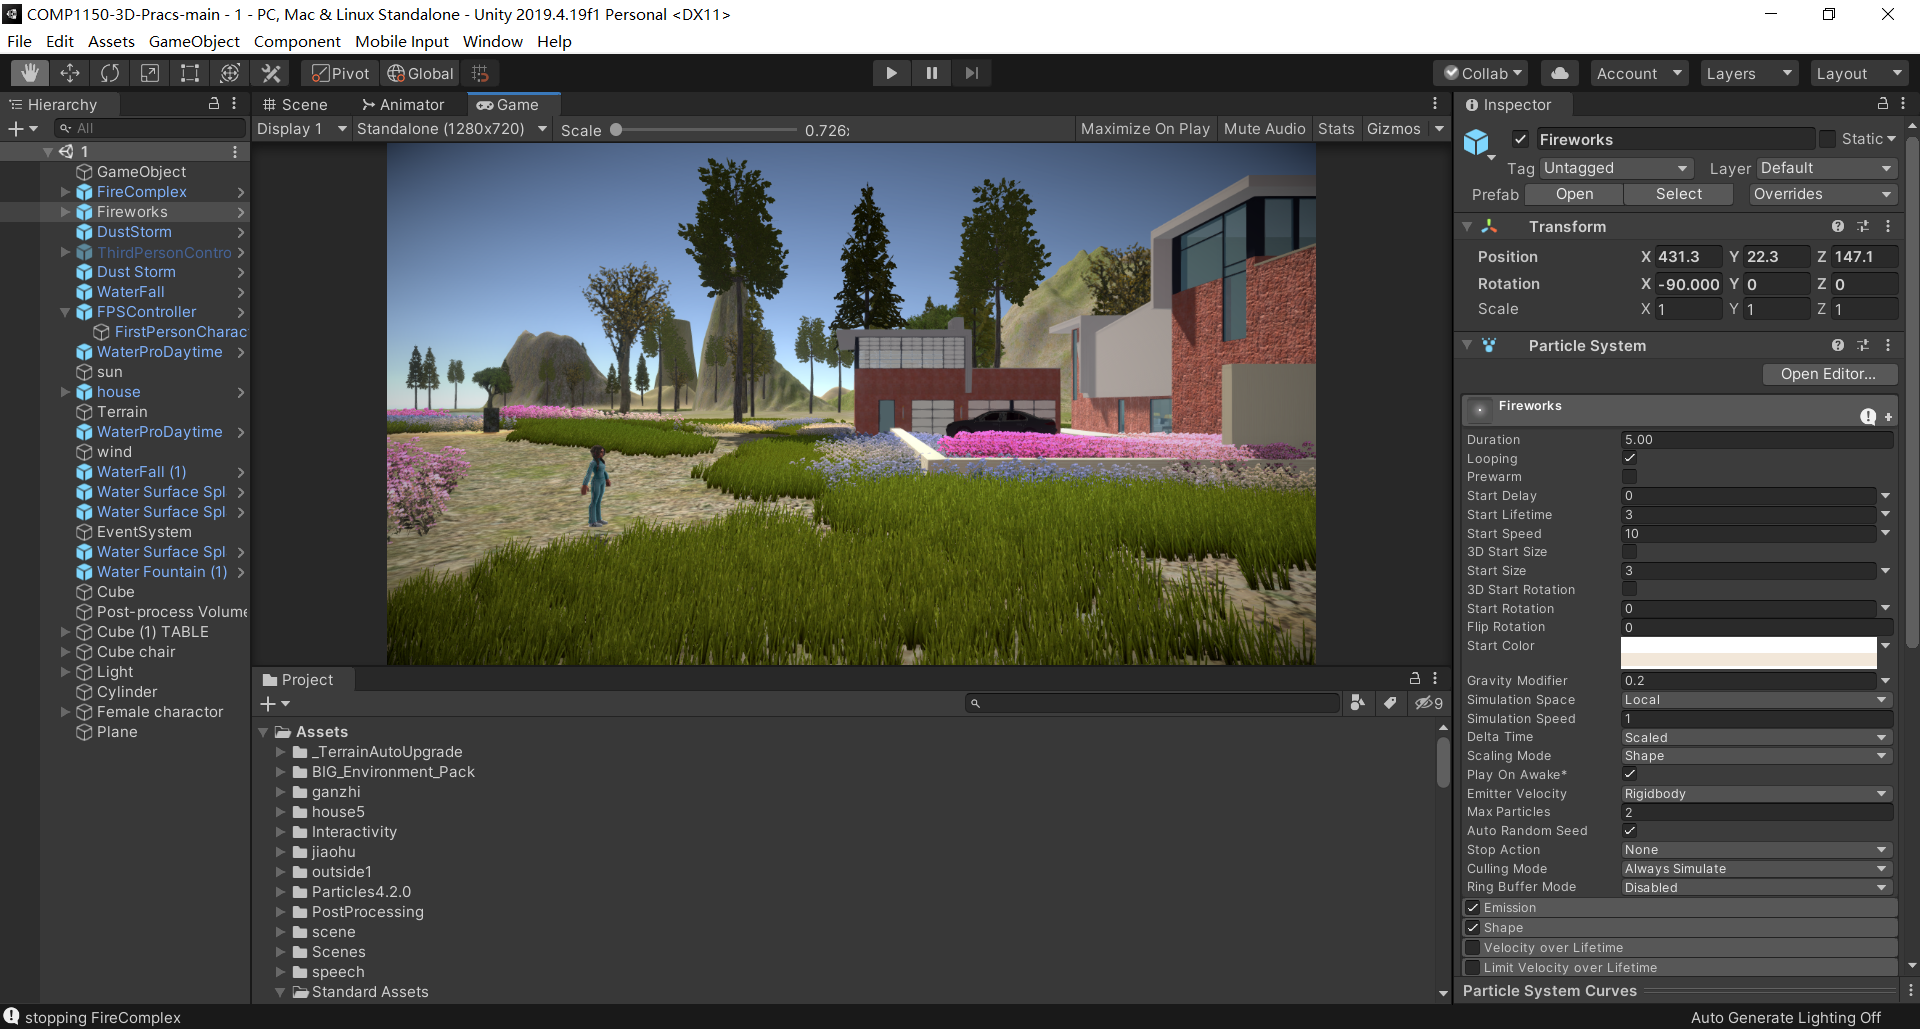 COMP1150-3D-Pracs-main - 1 - PC, Mac & Linux Standalone - Unity 2019.4.19f1 Personal <DX11>
File Edit Assets GameObject Component Mobile Input Window Help
Pivot Global Collab Account Layers Layout
Hierarchy
All
1
GameObject
FireComplex
Fireworks
DustStorm
ThirdPersonContro
Dust Storm
WaterFall
FPSController
FirstPersonCharac
WaterProDaytime
sun
house
Terrain
WaterProDaytime
wind
WaterFall (1)
Water Surface Spl
Water Surface Spl
EventSystem
Water Surface Spl
Water Fountain (1)
Cube
Post-process Volume
Cube (1) TABLE
Cube chair
Light
Cylinder
Female charactor
Plane
Scene Animator Game
Display 1 Standalone (1280x720) Scale 0.726x Maximize On Play Mute Audio Stats Gizmos
Project
9
Assets
_TerrainAutoUpgrade
BIG_Environment_Pack
ganzhi
house5
Interactivity
jiaohu
outside1
Particles4.2.0
PostProcessing
scene
Scenes
speech
Standard Assets
Inspector
Fireworks Static
Tag Untagged Layer Default
Prefab Open Select Overrides
Transform
Position X 431.3 Y 22.3 Z 147.1
Rotation X -90.000 Y 0 Z 0
Scale X 1 Y 1 Z 1
Particle System
Open Editor...
Fireworks
Duration 5.00
Looping
Prewarm
Start Delay 0
Start Lifetime 3
Start Speed 10
3D Start Size
Start Size 3
3D Start Rotation
Start Rotation 0
Flip Rotation 0
Start Color
Gravity Modifier 0.2
Simulation Space Local
Simulation Speed 1
Delta Time Scaled
Scaling Mode Shape
Play On Awake*
Emitter Velocity Rigidbody
Max Particles 2
Auto Random Seed
Stop Action None
Culling Mode Always Simulate
Ring Buffer Mode Disabled
Emission
Shape
Velocity over Lifetime
Limit Velocity over Lifetime
Particle System Curves
stopping FireComplex
Auto Generate Lighting Off